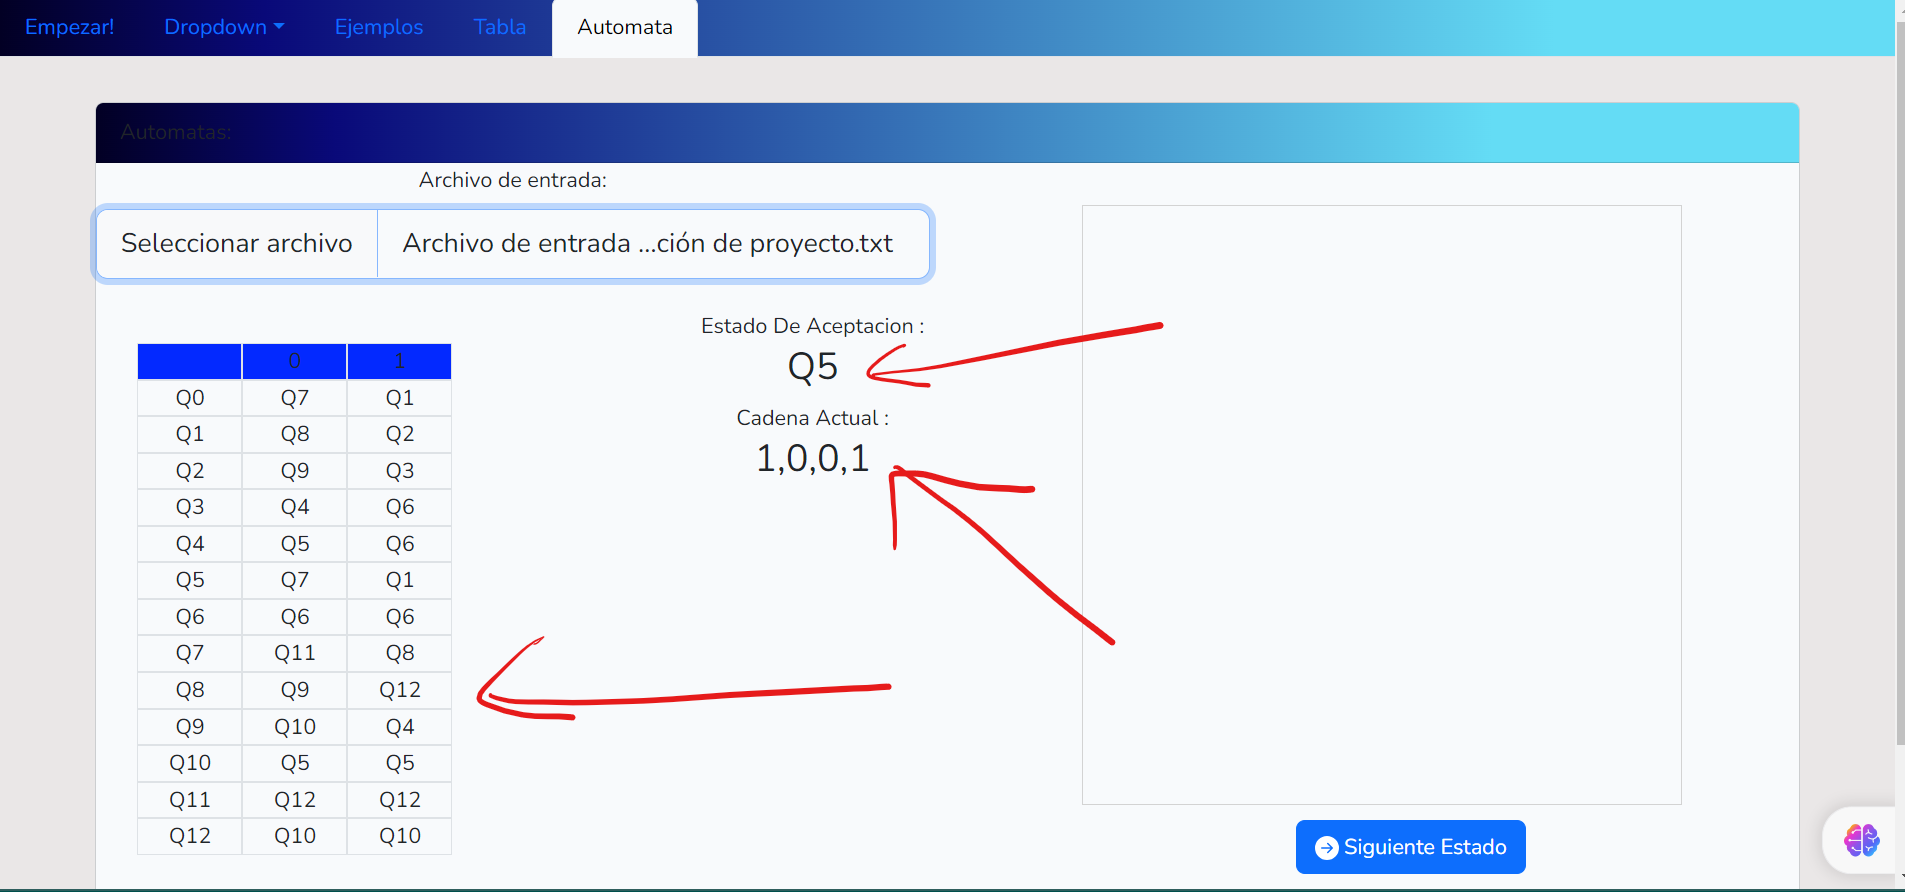 Empezar! Dropdown Ejemplos Tabla Automata
Automatas:
Archivo de entrada:
Seleccionar archivo Archivo de entrada ...ción de proyecto.txt
Estado De Aceptacion :
Q5
Cadena Actual :
1,0,0,1
0 1
Q0 Q7 Q1
Q1 Q8 Q2
Q2 Q9 Q3
Q3 Q4 Q6
Q4 Q5 Q6
Q5 Q7 Q1
Q6 Q6 Q6
Q7 Q11 Q8
Q8 Q9 Q12
Q9 Q10 Q4
Q10 Q5 Q5
Q11 Q12 Q12
Q12 Q10 Q10
Siguiente Estado